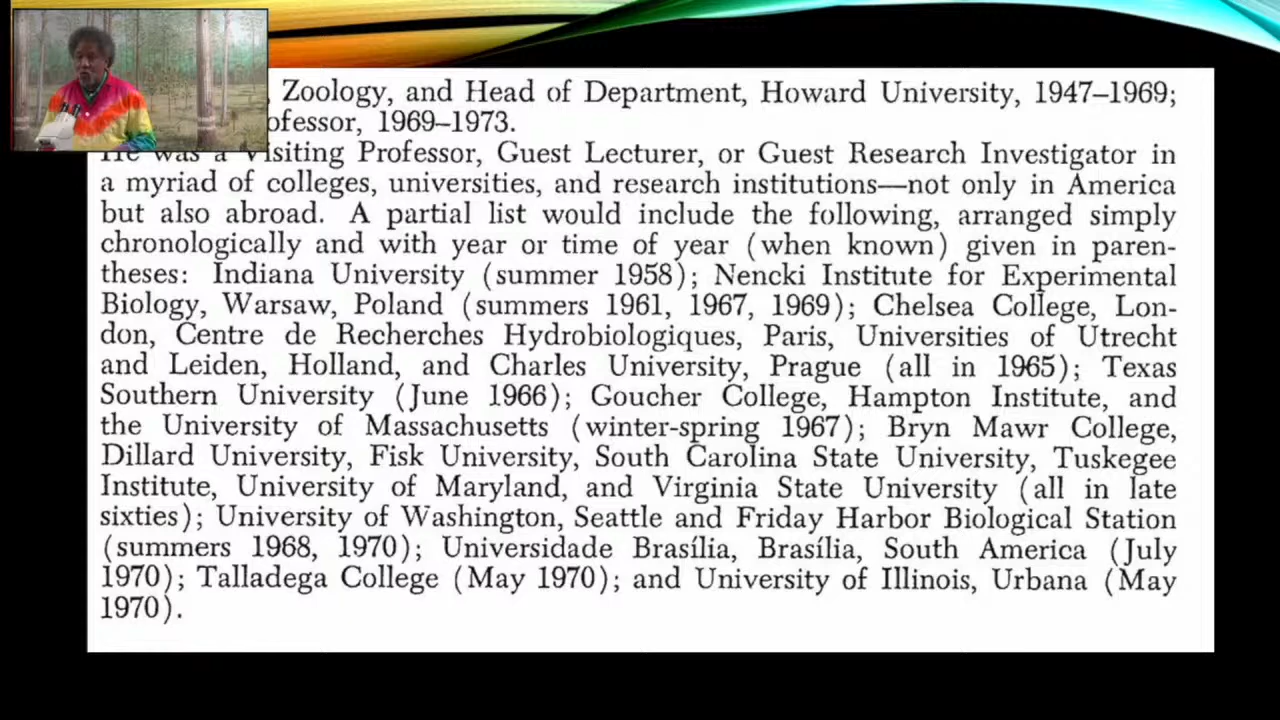 Zoology, and Head of Department, Howard University, 1947–1969;
ofessor, 1969–1973.
He was a Visiting Professor, Guest Lecturer, or Guest Research Investigator in
a myriad of colleges, universities, and research institutions—not only in America
but also abroad. A partial list would include the following, arranged simply
chronologically and with year or time of year (when known) given in paren-
theses: Indiana University (summer 1958); Nencki Institute for Experimental
Biology, Warsaw, Poland (summers 1961, 1967, 1969); Chelsea College, Lon-
don, Centre de Recherches Hydrobiologiques, Paris, Universities of Utrecht
and Leiden, Holland, and Charles University, Prague (all in 1965); Texas
Southern University (June 1966); Goucher College, Hampton Institute, and
the University of Massachusetts (winter-spring 1967); Bryn Mawr College,
Dillard University, Fisk University, South Carolina State University, Tuskegee
Institute, University of Maryland, and Virginia State University (all in late
sixties); University of Washington, Seattle and Friday Harbor Biological Station
(summers 1968, 1970); Universidade Brasília, Brasília, South America (July
1970); Talladega College (May 1970); and University of Illinois, Urbana (May
1970).